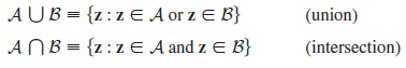 𝒜 ∪ ℬ ≡ {z : z ∈ 𝒜 or z ∈ ℬ} (union)
𝒜 ⋂ ℬ ≡ {z : z ∈ 𝒜 and z ∈ ℬ} (intersection)